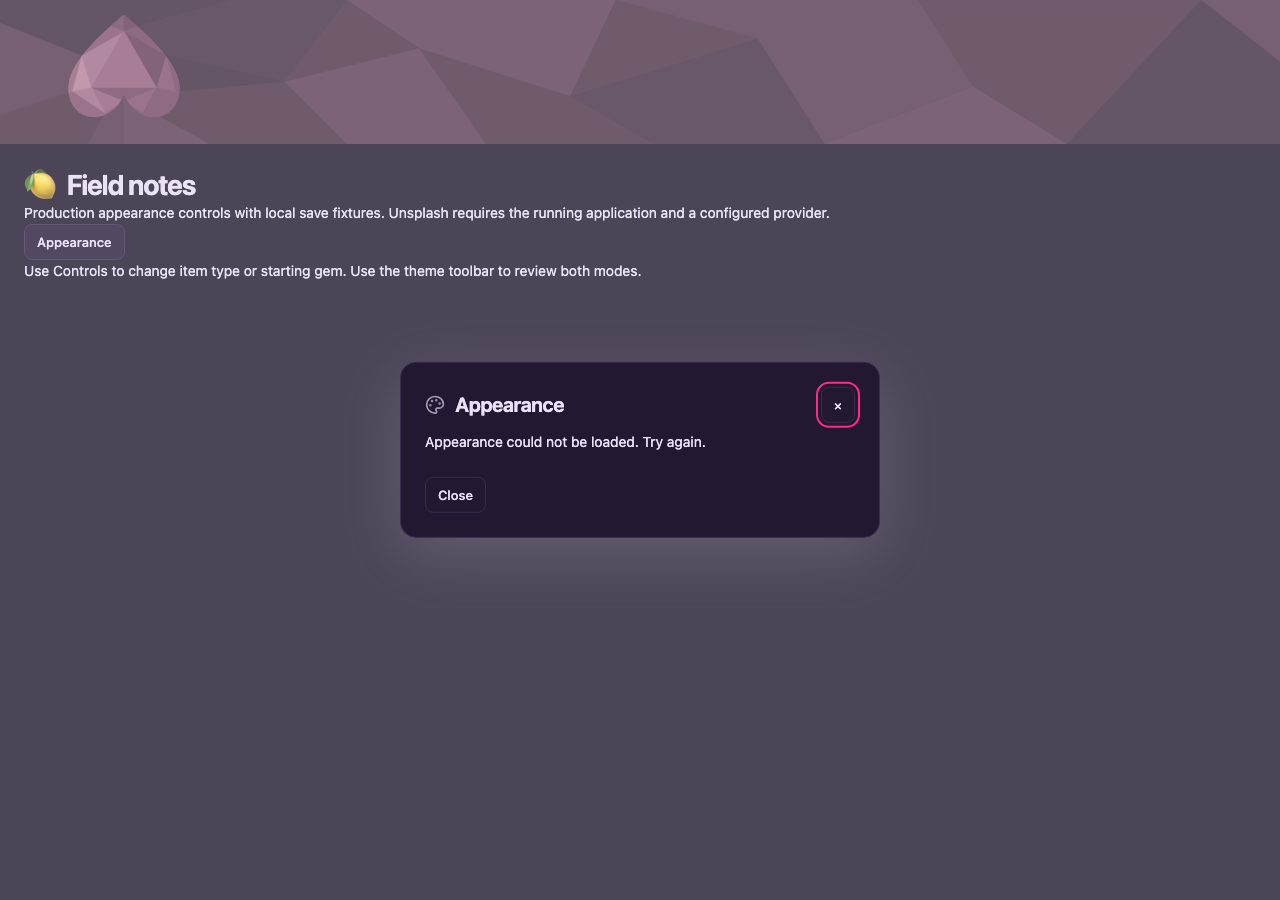 Field notes
Production appearance controls with local save fixtures. Unsplash requires the running application and a configured provider.
Appearance
Use Controls to change item type or starting gem. Use the theme toolbar to review both modes.
Appearance
×
Appearance could not be loaded. Try again.
Close